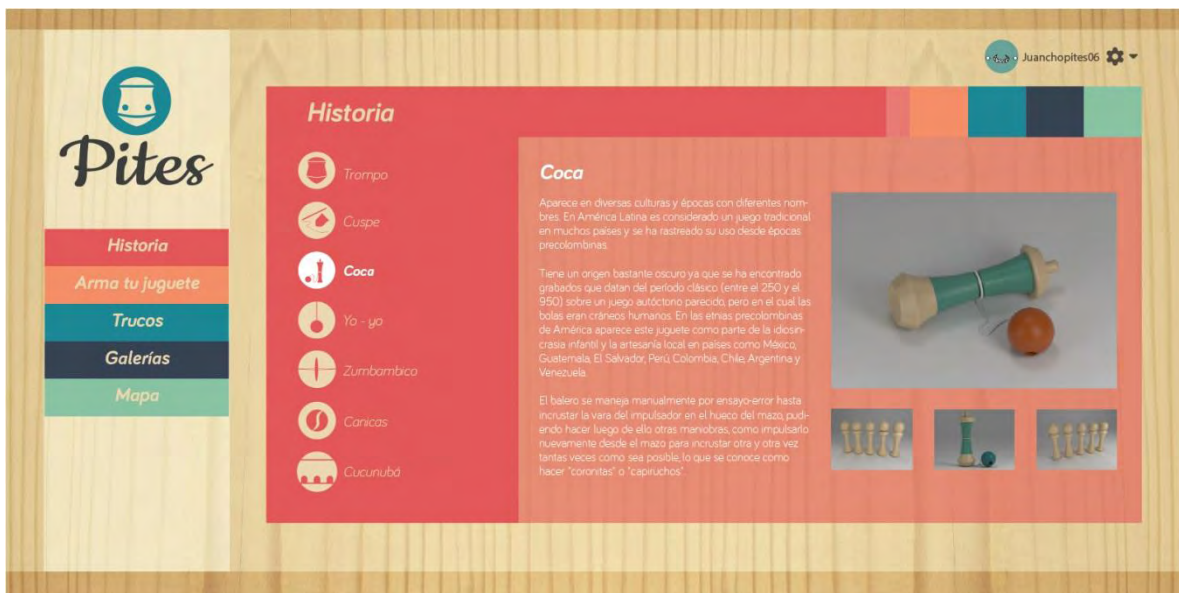 Juanchopites06
Pites
Historia
Arma tu juguete
Trucos
Galerías
Mapa
Historia
Trompo
Cuspe
Coca
Yo - yo
Zumbambico
Canicas
Cucunubá
Coca
Aparece en diversas culturas y épocas con diferentes nom-
bres. En América Latina es considerado un juego tradicional
en muchos países y se ha rastreado su uso desde épocas
precolombinas.
Tiene un origen bastante oscuro ya que se ha encontrado
grabados que datan del período clásico (entre el 250 y el
950) sobre un juego autóctono parecido, pero en el cual las
bolas eran cráneos humanos. En las etnias precolombinas
de América aparece este juguete como parte de la idiosin-
crasia infantil y la artesanía local en países como México,
Guatemala, El Salvador, Perú, Colombia, Chile, Argentina y
Venezuela.
El balero se maneja manualmente por ensayo-error hasta
incrustar la vara del impulsador en el hueco del mazo, pudi-
endo hacer luego de ello otras maniobras, como impulsarlo
nuevamente desde el mazo para incrustar otra y otra vez
tantas veces como sea posible, lo que se conoce como
hacer "coronitas" o "capiruchos".